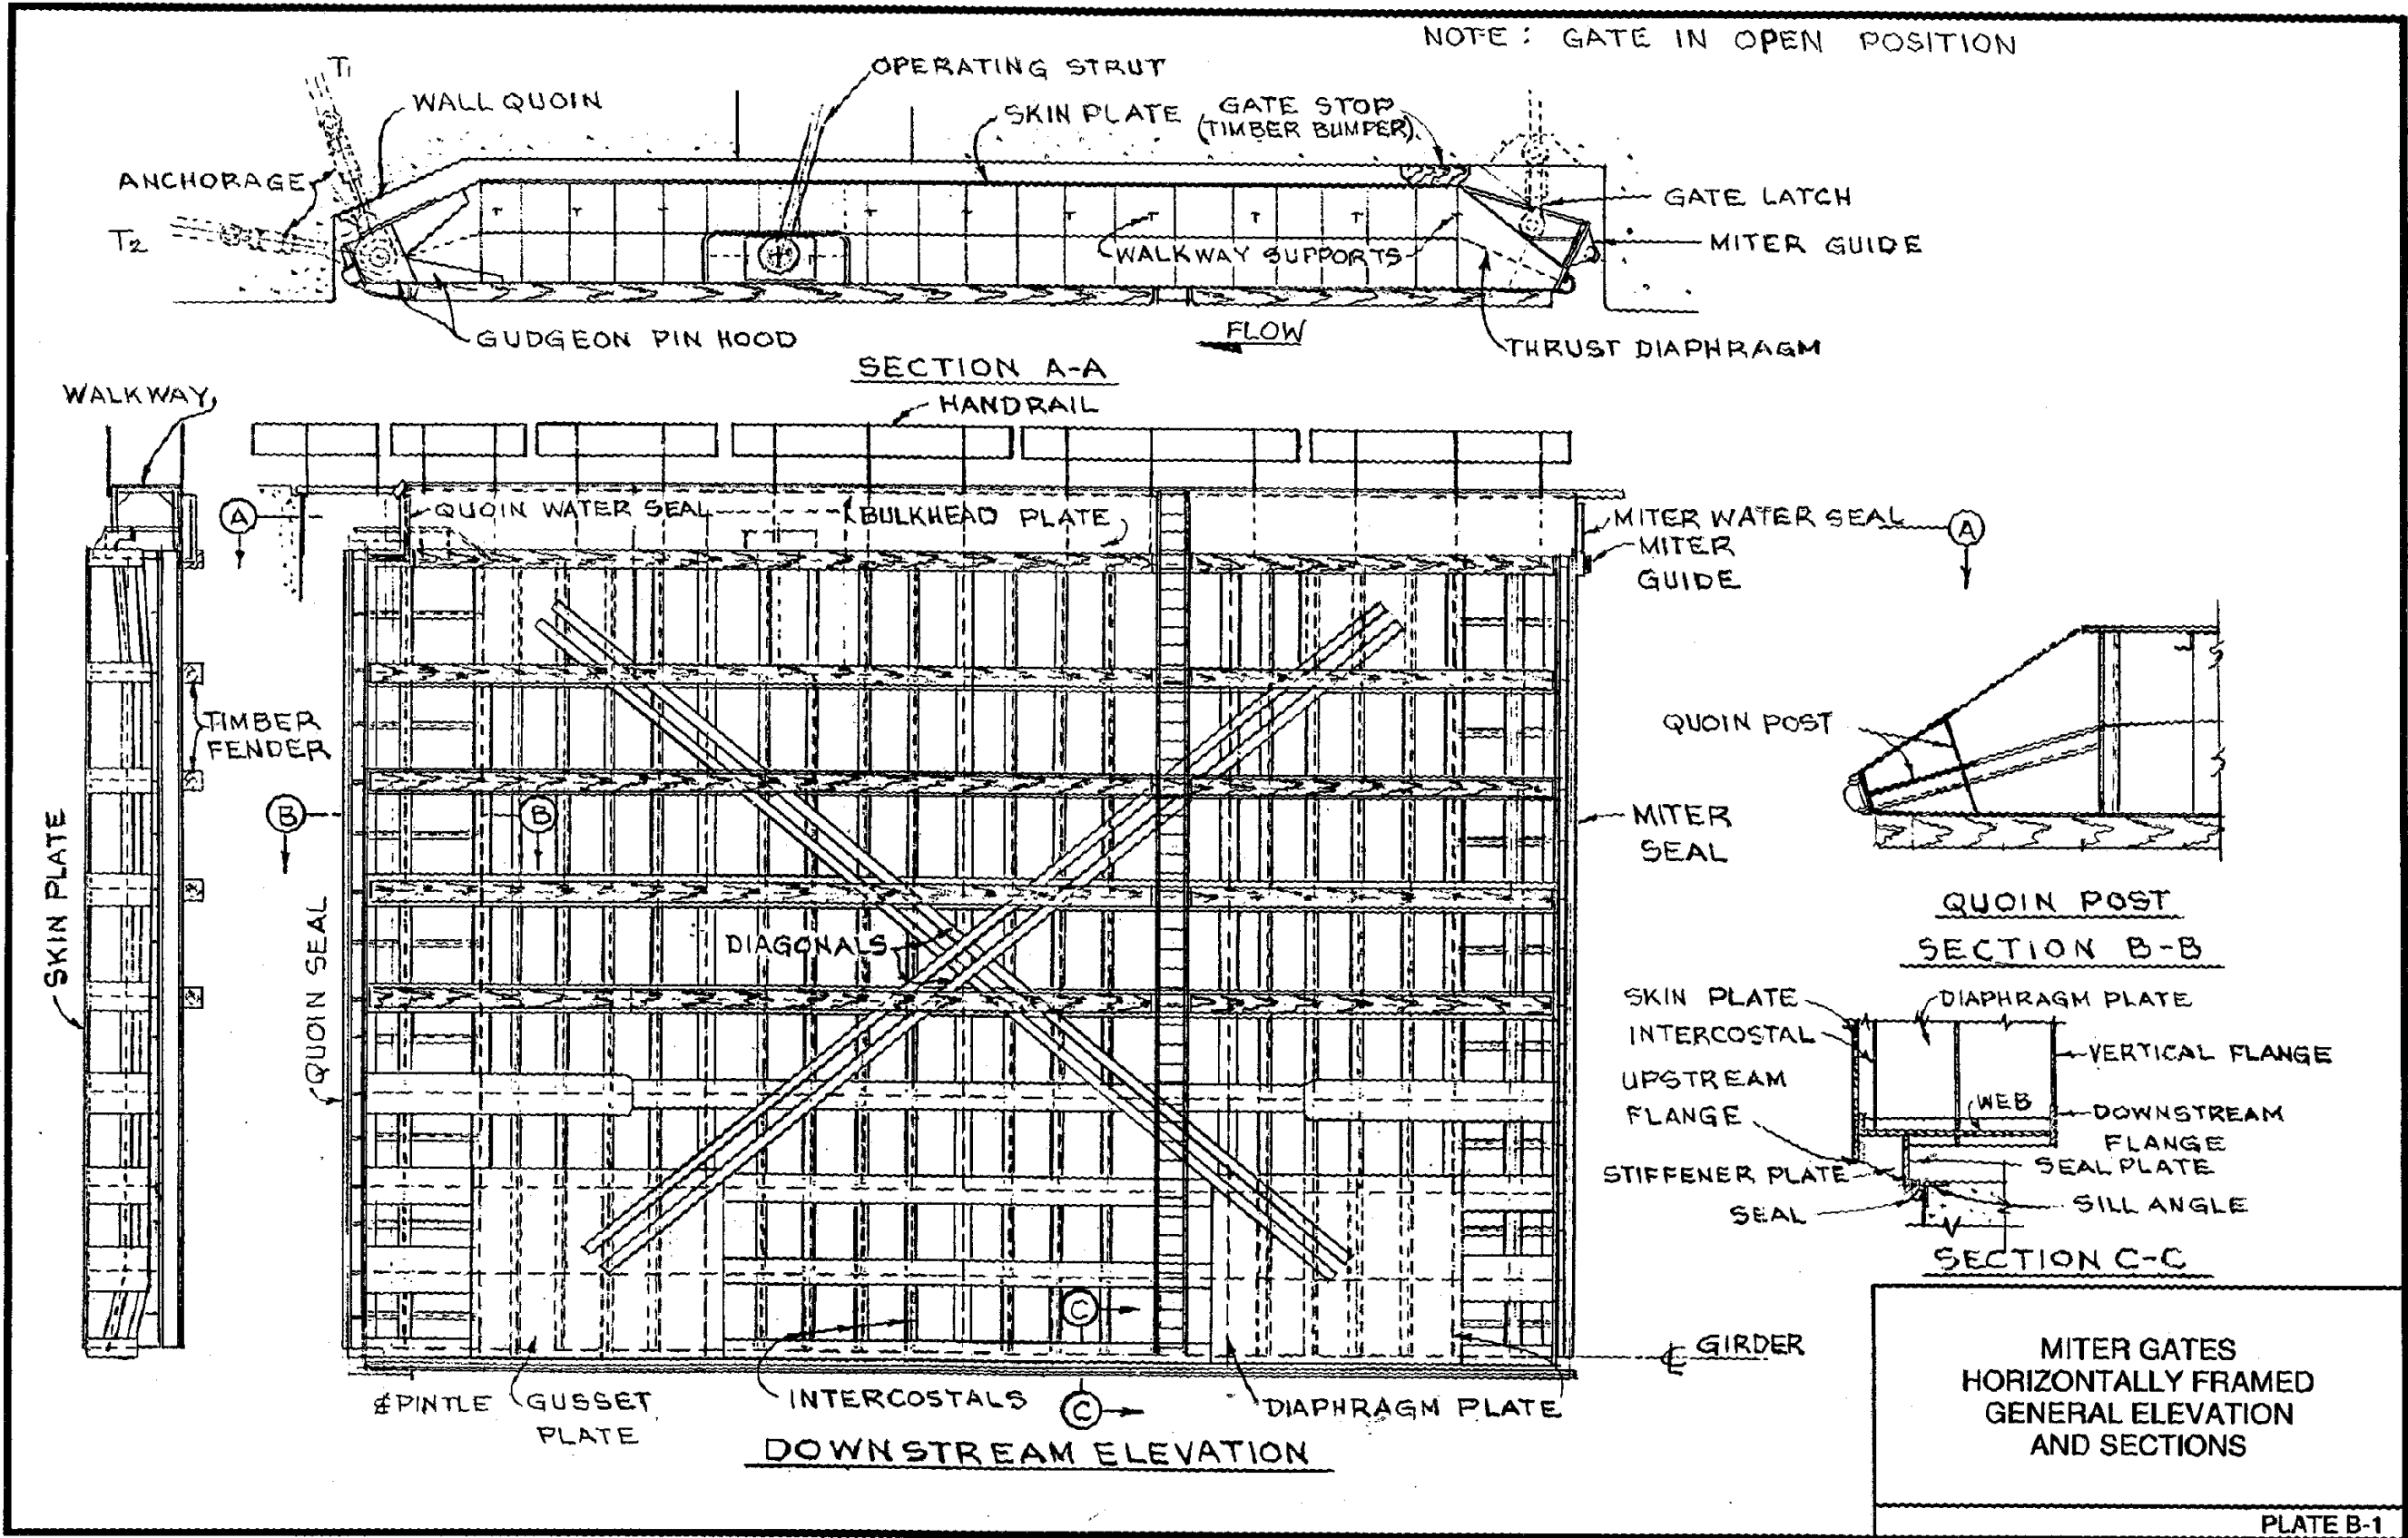 NOTE: GATE IN OPEN POSITION
T1
OPERATING STRUT
WALL QUOIN
SKIN PLATE
GATE STOP
(TIMBER BUMPER)
ANCHORAGE
GATE LATCH
T2
MITER GUIDE
WALKWAY SUPPORTS
GUDGEON PIN HOOD
FLOW
THRUST DIAPHRAGM
SECTION A-A
WALKWAY
HANDRAIL
A
QUOIN WATER SEAL
BULKHEAD PLATE
MITER WATER SEAL
A
MITER
GUIDE
TIMBER
FENDER
QUOIN POST
B
B
MITER
SEAL
SKIN PLATE
QUOIN SEAL
DIAGONALS
QUOIN POST
SECTION B-B
SKIN PLATE
DIAPHRAGM PLATE
INTERCOSTAL
VERTICAL FLANGE
UPSTREAM
FLANGE
WEB
DOWNSTREAM
FLANGE
STIFFENER PLATE
SEAL PLATE
SEAL
SILL ANGLE
SECTION C-C
C
℄ GIRDER
℄ PINTLE
GUSSET
PLATE
INTERCOSTALS
C
DIAPHRAGM PLATE
DOWNSTREAM ELEVATION
MITER GATES
HORIZONTALLY FRAMED
GENERAL ELEVATION
AND SECTIONS
PLATE B-1